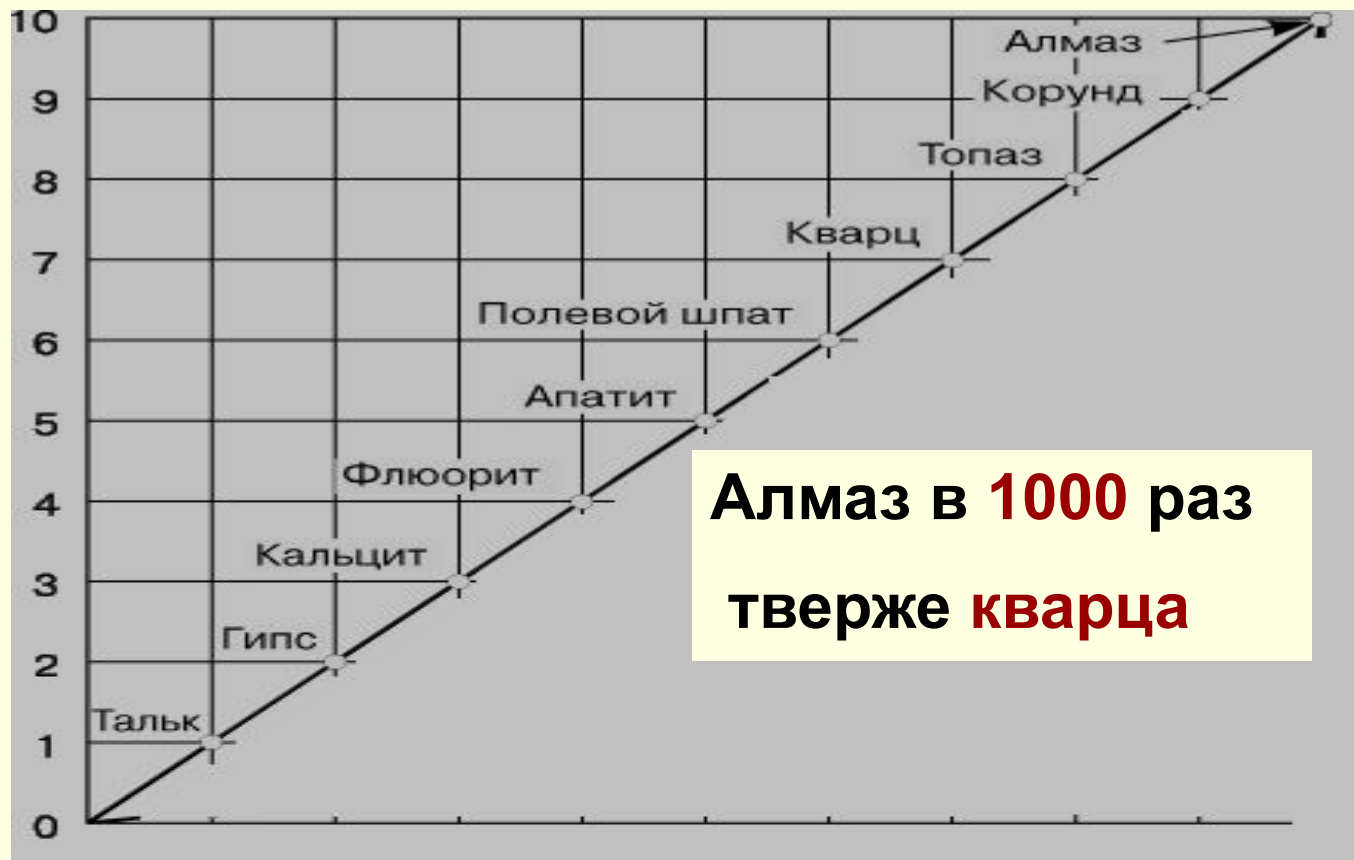 10
Алмаз
9
Корунд
8
Топаз
7
Кварц
6
Полевой шпат
5
Апатит
4
Флюорит
3
Кальцит
2
Гипс
1
Тальк
0
Алмаз в 1000 раз
тверже кварца